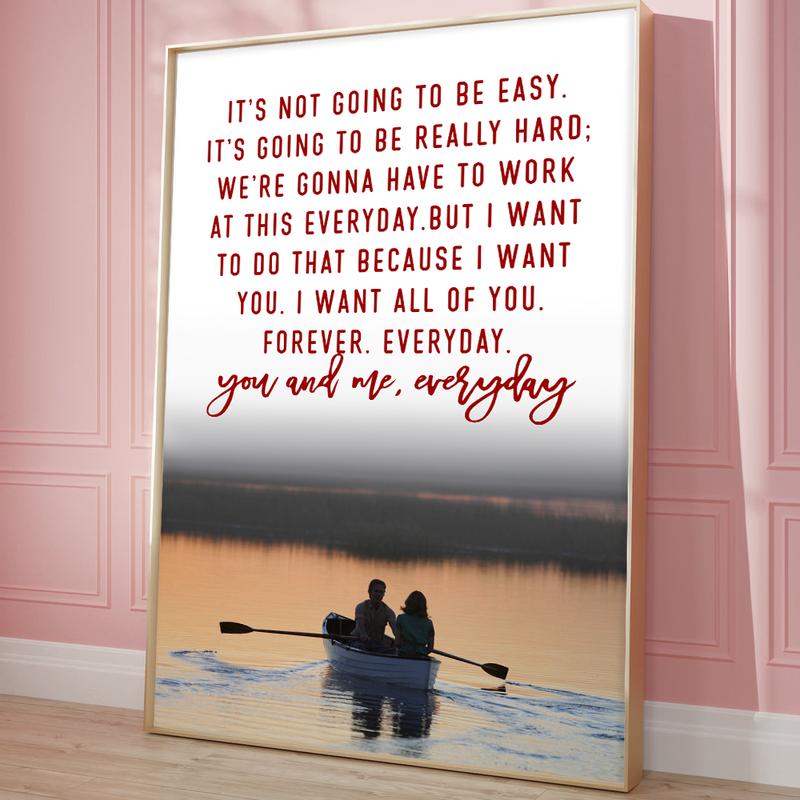 IT'S NOT GOING TO BE EASY.
IT'S GOING TO BE REALLY HARD;
WE'RE GONNA HAVE TO WORK
AT THIS EVERYDAY.BUT I WANT
TO DO THAT BECAUSE I WANT
YOU. I WANT ALL OF YOU.
FOREVER. EVERYDAY.
you and me, everyday